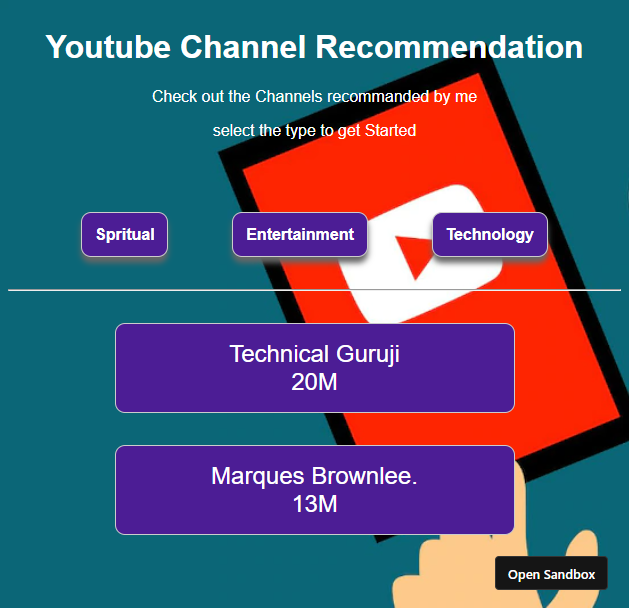 Youtube Channel Recommendation
Check out the Channels recommanded by me
select the type to get Started
Spritual
Entertainment
Technology
Technical Guruji
20M
Marques Brownlee.
13M
Open Sandbox